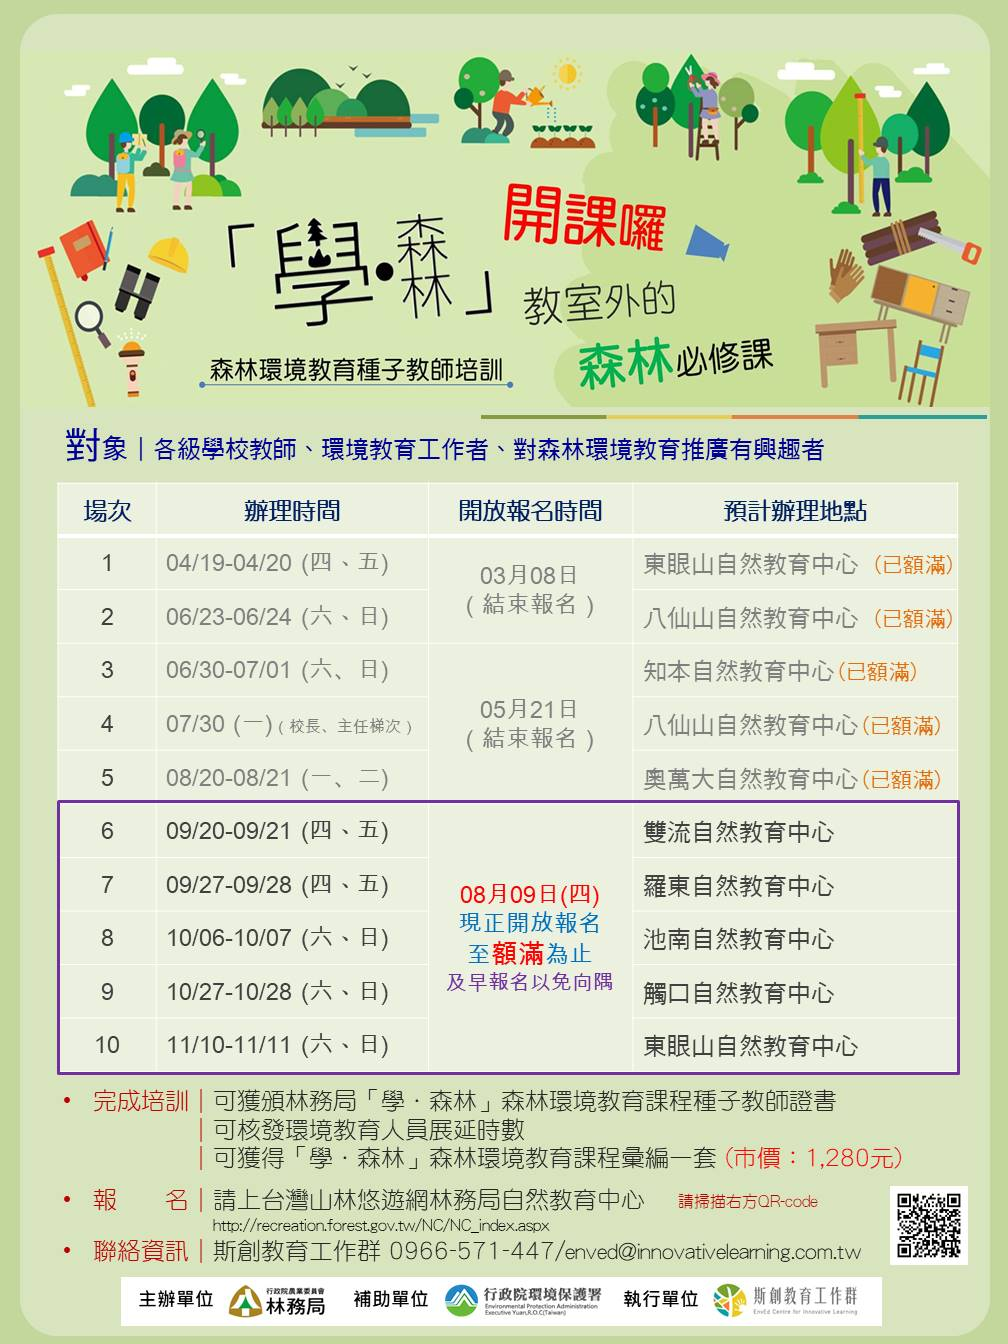 開課囉
「學・森林」
教室外的
森林必修課
森林環境教育種子教師培訓
對象｜各級學校教師、環境教育工作者、對森林環境教育推廣有興趣者
場次 辦理時間 開放報名時間 預計辦理地點
1 04/19-04/20 (四、五) 東眼山自然教育中心 (已額滿)
03月08日
(結束報名)
2 06/23-06/24 (六、日) 八仙山自然教育中心 (已額滿)
3 06/30-07/01 (六、日) 知本自然教育中心(已額滿)
4 07/30 (一)(校長、主任梯次) 八仙山自然教育中心(已額滿)
05月21日
(結束報名)
5 08/20-08/21 (一、二) 奧萬大自然教育中心(已額滿)
6 09/20-09/21 (四、五) 雙流自然教育中心
7 09/27-09/28 (四、五) 羅東自然教育中心
08月09日(四)
現正開放報名
至額滿為止
及早報名以免向隅
8 10/06-10/07 (六、日) 池南自然教育中心
9 10/27-10/28 (六、日) 觸口自然教育中心
10 11/10-11/11 (六、日) 東眼山自然教育中心
• 完成培訓｜可獲頒林務局「學・森林」森林環境教育課程種子教師證書
｜可核發環境教育人員展延時數
｜可獲得「學・森林」森林環境教育課程彙編一套 (市價：1,280元)
• 報 名｜請上台灣山林悠遊網林務局自然教育中心 請掃描右方QR-code
http://recreation.forest.gov.tw/NC/NC_index.aspx
• 聯絡資訊｜斯創教育工作群 0966-571-447/enved@innovativelearning.com.tw
主辦單位 行政院農業委員會 林務局 補助單位 行政院環境保護署 執行單位 斯創教育工作群
Environmental Protection Administration
Executive Yuan,R.O.C(Taiwan)
EnvEd Centre for Innovative Learning